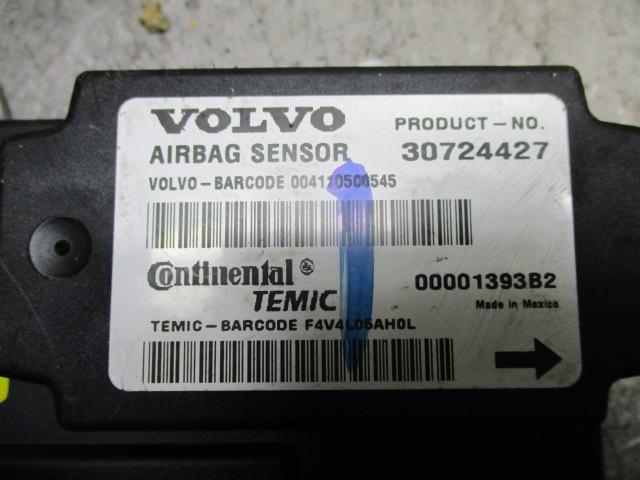 VOLVO PRODUCT-NO.
AIRBAG SENSOR 30724427
VOLVO-BARCODE 004110500545
Continental® 00001393B2
TEMIC Made in Mexico
TEMIC-BARCODE F4V4L05AH0L